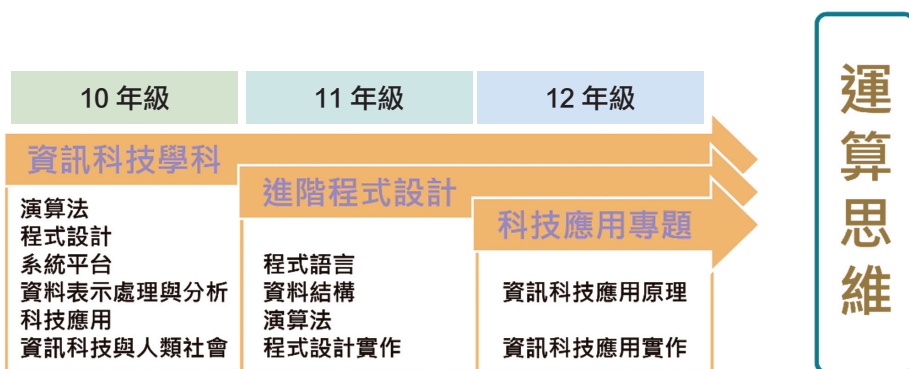 10 年級
11 年級
12 年級
資訊科技學科
演算法
程式設計
系統平台
資料表示處理與分析
科技應用
資訊科技與人類社會
進階程式設計
程式語言
資料結構
演算法
程式設計實作
科技應用專題
資訊科技應用原理
資訊科技應用實作
運算思維